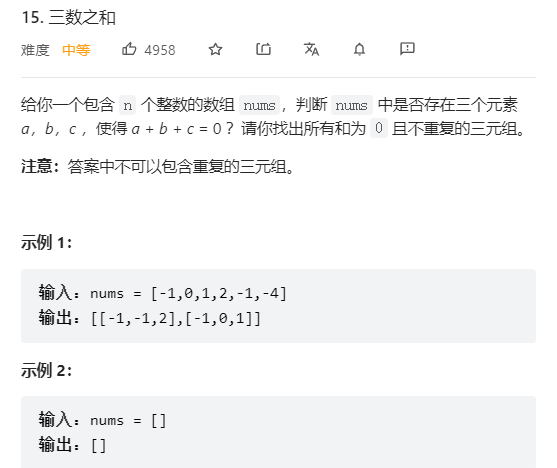 15. 三数之和
难度 中等 4958
给你一个包含 n 个整数的数组 nums，判断 nums 中是否存在三个元素
a，b，c ，使得 a + b + c = 0 ？请你找出所有和为 0 且不重复的三元组。
注意：答案中不可以包含重复的三元组。
示例 1：
输入：nums = [-1,0,1,2,-1,-4]
输出：[[-1,-1,2],[-1,0,1]]
示例 2：
输入：nums = []
输出：[]